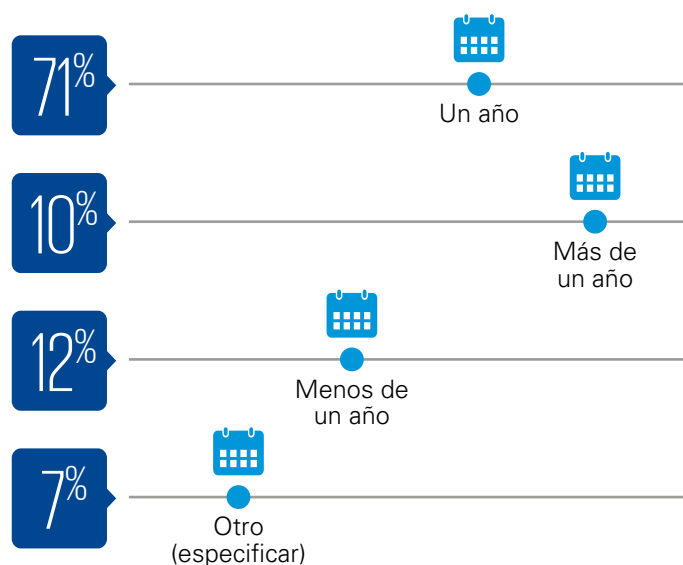 71%
Un año
10%
Más de
un año
12%
Menos de
un año
7%
Otro
(especificar)